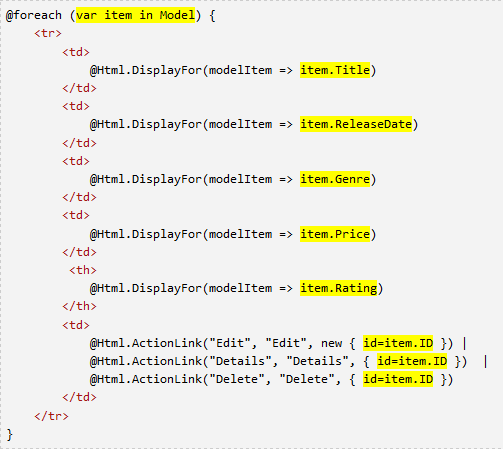 @foreach (var item in Model) {
    <tr>
        <td>
            @Html.DisplayFor(modelItem => item.Title)
        </td>
        <td>
            @Html.DisplayFor(modelItem => item.ReleaseDate)
        </td>
        <td>
            @Html.DisplayFor(modelItem => item.Genre)
        </td>
        <td>
            @Html.DisplayFor(modelItem => item.Price)
        </td>
         <th>
            @Html.DisplayFor(modelItem => item.Rating)
        </th>
        <td>
            @Html.ActionLink("Edit", "Edit", new { id=item.ID }) |
            @Html.ActionLink("Details", "Details", { id=item.ID })  |
            @Html.ActionLink("Delete", "Delete", { id=item.ID })
        </td>
    </tr>
}